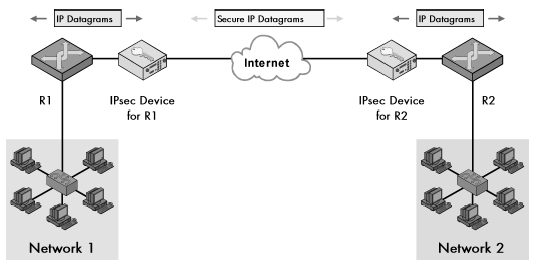 IP Datagrams
Secure IP Datagrams
IP Datagrams
Internet
R1
IPsec Device
for R1
IPsec Device
for R2
R2
Network 1
Network 2